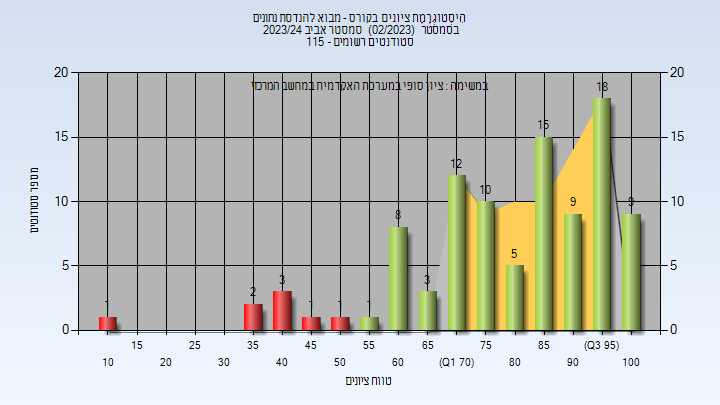 היסטוגרמת ציונים בקורס - מבוא להנדסת נתונים
בסמסטר (02/2023) סמסטר אביב 2023/24
סטודנטים רשומים - 115
במשימה : ציון סופי במערכת האקדמית במחשב המרכזי
מספר סטודנטים
20 20
15 15
10 10
5 5
0 0
1 2 3 1 1 1 8 3 12 10 5 15 9 18 9
15 25 35 45 55 65 75 85 (Q3 95)
10 20 30 40 50 60 (Q1 70) 80 90 100
טווח ציונים